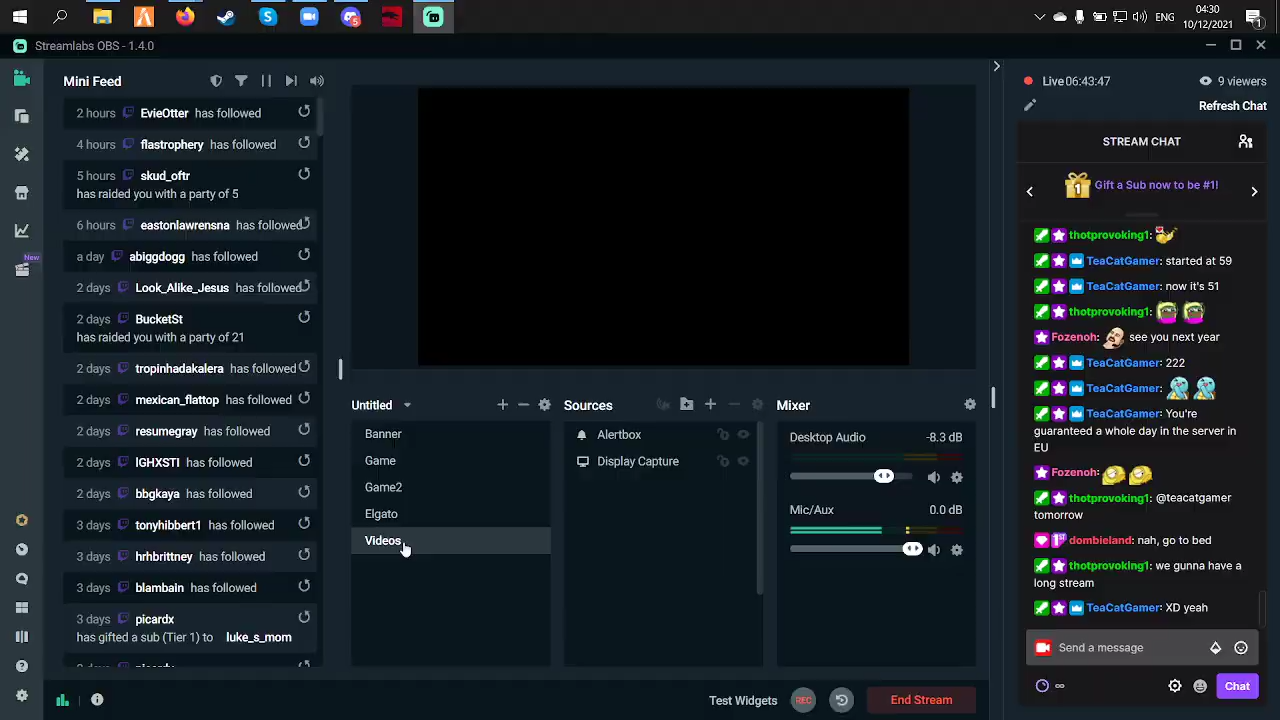 5
ENG
04:30
10/12/2021
1
Streamlabs OBS - 1.4.0
Mini Feed
2 hours EvieOtter has followed
4 hours flastrophery has followed
5 hours skud_oftr
has raided you with a party of 5
6 hours eastonlawrensna has followed
a day abiggdogg has followed
2 days Look_Alike_Jesus has followed
2 days BucketSt
has raided you with a party of 21
2 days tropinhadakalera has followed
2 days mexican_flattop has followed
2 days resumegray has followed
2 days IGHXSTI has followed
2 days bbgkaya has followed
3 days tonyhibbert1 has followed
3 days hrhbrittney has followed
3 days blambain has followed
3 days picardx
has gifted a sub (Tier 1) to luke_s_mom
New
Untitled
Banner
Game
Game2
Elgato
Videos
Sources
Alertbox
Display Capture
Mixer
Desktop Audio -8.3 dB
Mic/Aux 0.0 dB
Live 06:43:47
9 viewers
Refresh Chat
STREAM CHAT
1 Gift a Sub now to be #1!
thotprovoking1:
TeaCatGamer: started at 59
TeaCatGamer: now it's 51
thotprovoking1:
Fozenoh: see you next year
TeaCatGamer: 222
TeaCatGamer:
TeaCatGamer: You're
guaranteed a whole day in the server in
EU
Fozenoh:
thotprovoking1: @teacatgamer
tomorrow
1st dombieland: nah, go to bed
thotprovoking1: we gunna have a
long stream
TeaCatGamer: XD yeah
Send a message
∞
Chat
Test Widgets
REC
End Stream